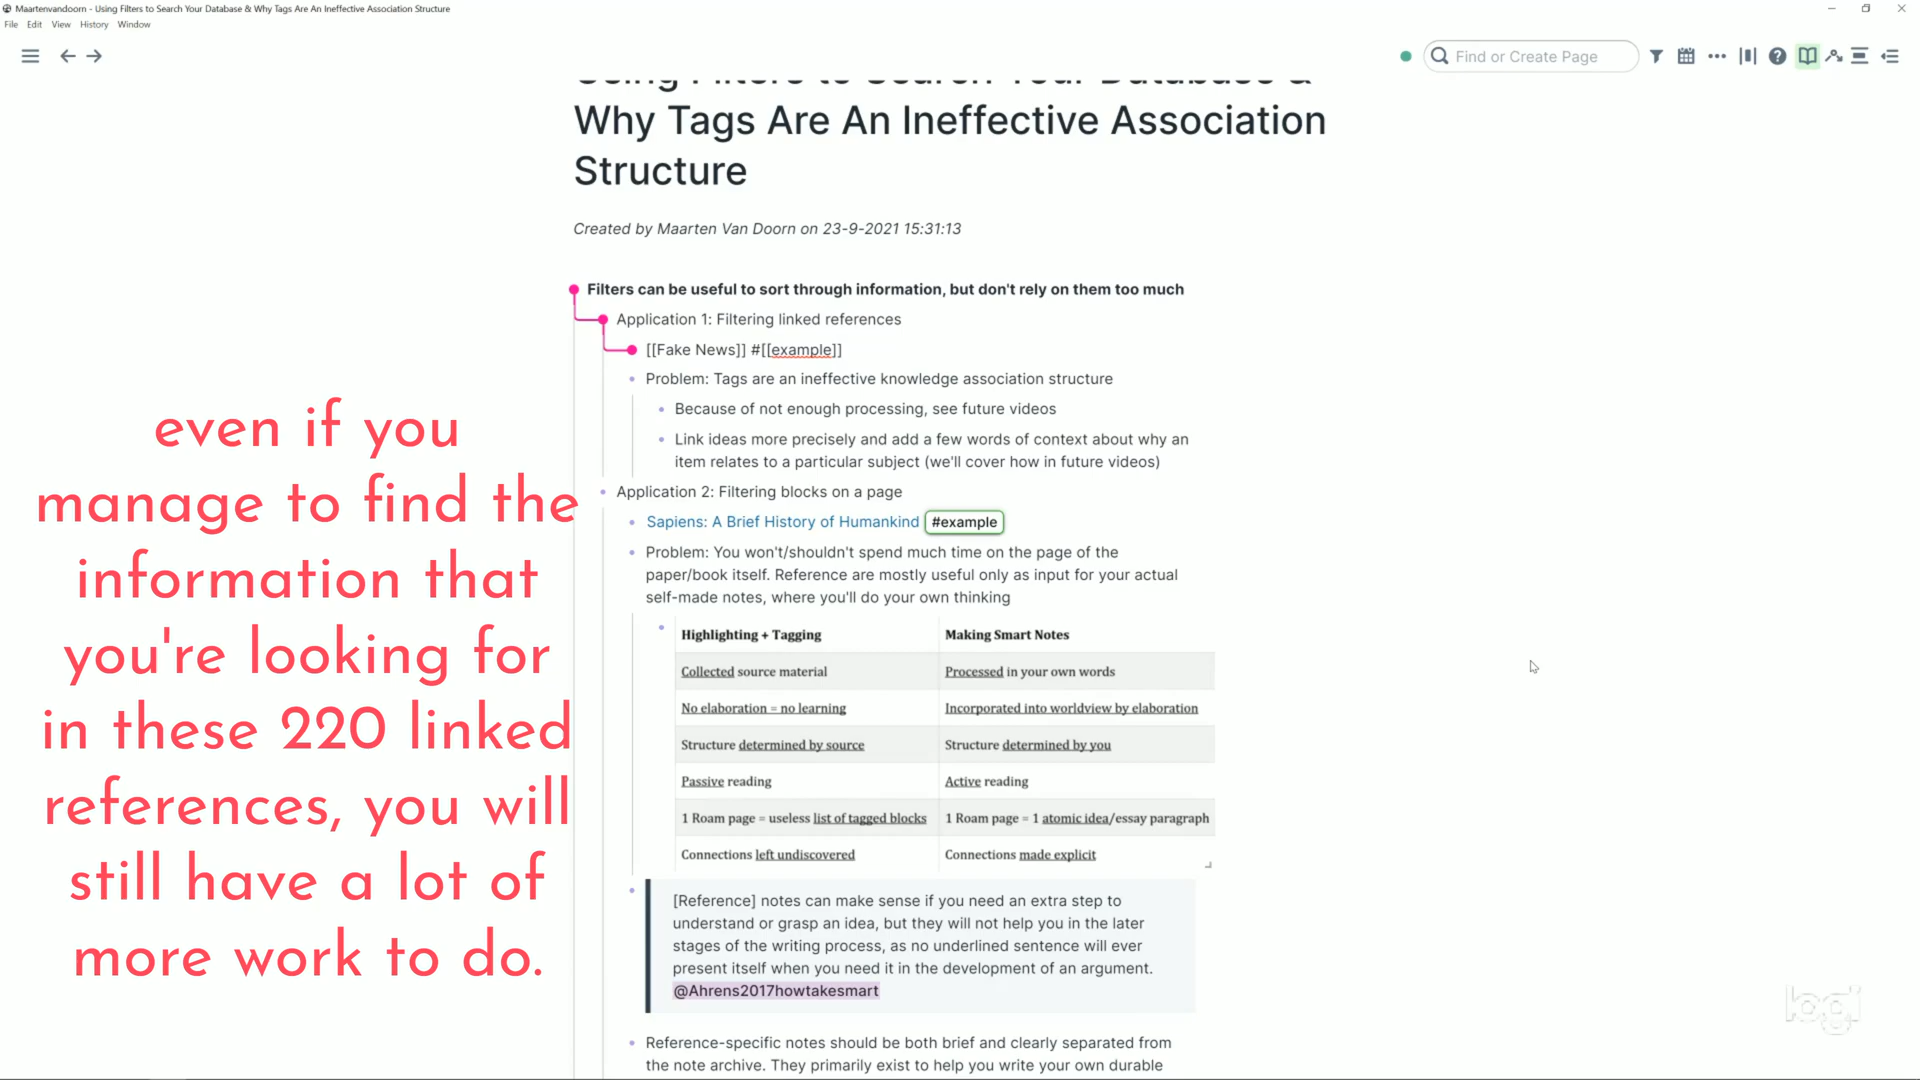 Maartenvandoorn - Using Filters to Search Your Database & Why Tags Are An Ineffective Association Structure
File Edit View History Window
Find or Create Page
Using Filters to Search Your Database &
Why Tags Are An Ineffective Association
Structure
Created by Maarten Van Doorn on 23-9-2021 15:31:13
Filters can be useful to sort through information, but don't rely on them too much
Application 1: Filtering linked references
[[Fake News]] #[[example]]
Problem: Tags are an ineffective knowledge association structure
Because of not enough processing, see future videos
Link ideas more precisely and add a few words of context about why an
item relates to a particular subject (we'll cover how in future videos)
Application 2: Filtering blocks on a page
Sapiens: A Brief History of Humankind #example
Problem: You won't/shouldn't spend much time on the page of the
paper/book itself. Reference are mostly useful only as input for your actual
self-made notes, where you'll do your own thinking
Highlighting + Tagging Making Smart Notes
Collected source material Processed in your own words
No elaboration = no learning Incorporated into worldview by elaboration
Structure determined by source Structure determined by you
Passive reading Active reading
1 Roam page = useless list of tagged blocks 1 Roam page = 1 atomic idea/essay paragraph
Connections left undiscovered Connections made explicit
[Reference] notes can make sense if you need an extra step to
understand or grasp an idea, but they will not help you in the later
stages of the writing process, as no underlined sentence will ever
present itself when you need it in the development of an argument.
@Ahrens2017howtakesmart
Reference-specific notes should be both brief and clearly separated from
the note archive. They primarily exist to help you write your own durable
even if you
manage to find the
information that
you're looking for
in these 220 linked
references, you will
still have a lot of
more work to do.
logi